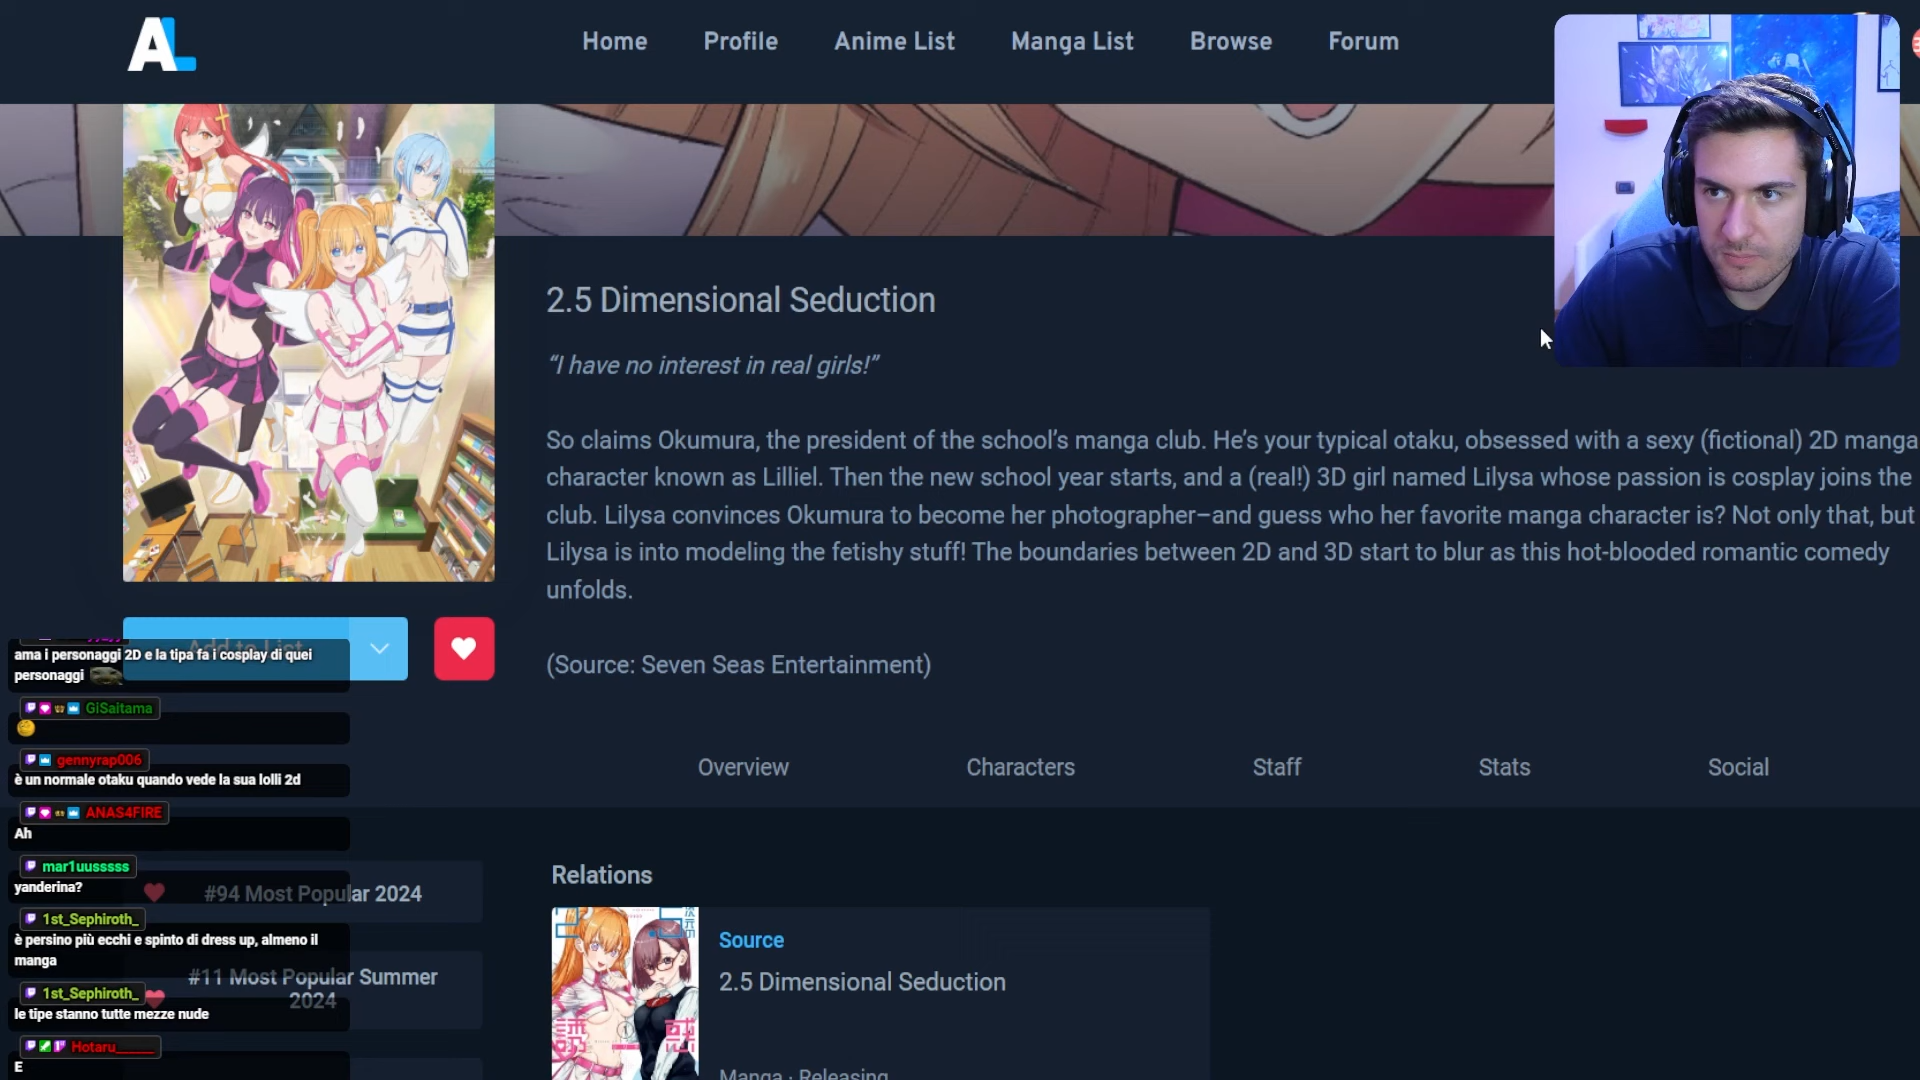 AL
Home Profile Anime List Manga List Browse Forum
2.5 Dimensional Seduction
“I have no interest in real girls!”
So claims Okumura, the president of the school’s manga club. He’s your typical otaku, obsessed with a sexy (fictional) 2D manga
character known as Lilliel. Then the new school year starts, and a (real!) 3D girl named Lilysa whose passion is cosplay joins the
club. Lilysa convinces Okumura to become her photographer–and guess who her favorite manga character is? Not only that, but
Lilysa is into modeling the fetishy stuff! The boundaries between 2D and 3D start to blur as this hot-blooded romantic comedy
unfolds.
(Source: Seven Seas Entertainment)
Add to List
ama i personaggi 2D e la tipa fa i cosplay di quei
personaggi
GiSaitama
gennyrap006
è un normale otaku quando vede la sua lolli 2d
ANAS4FIRE
Ah
mar1uusssss
yanderina?
1st_Sephiroth_
è persino più ecchi e spinto di dress up, almeno il
manga
1st_Sephiroth_
le tipe stanno tutte mezze nude
Hotaru______
E
Overview Characters Staff Stats Social
#94 Most Popular 2024
#11 Most Popular Summer
2024
Relations
Source
2.5 Dimensional Seduction
Manga · Releasing
誘惑